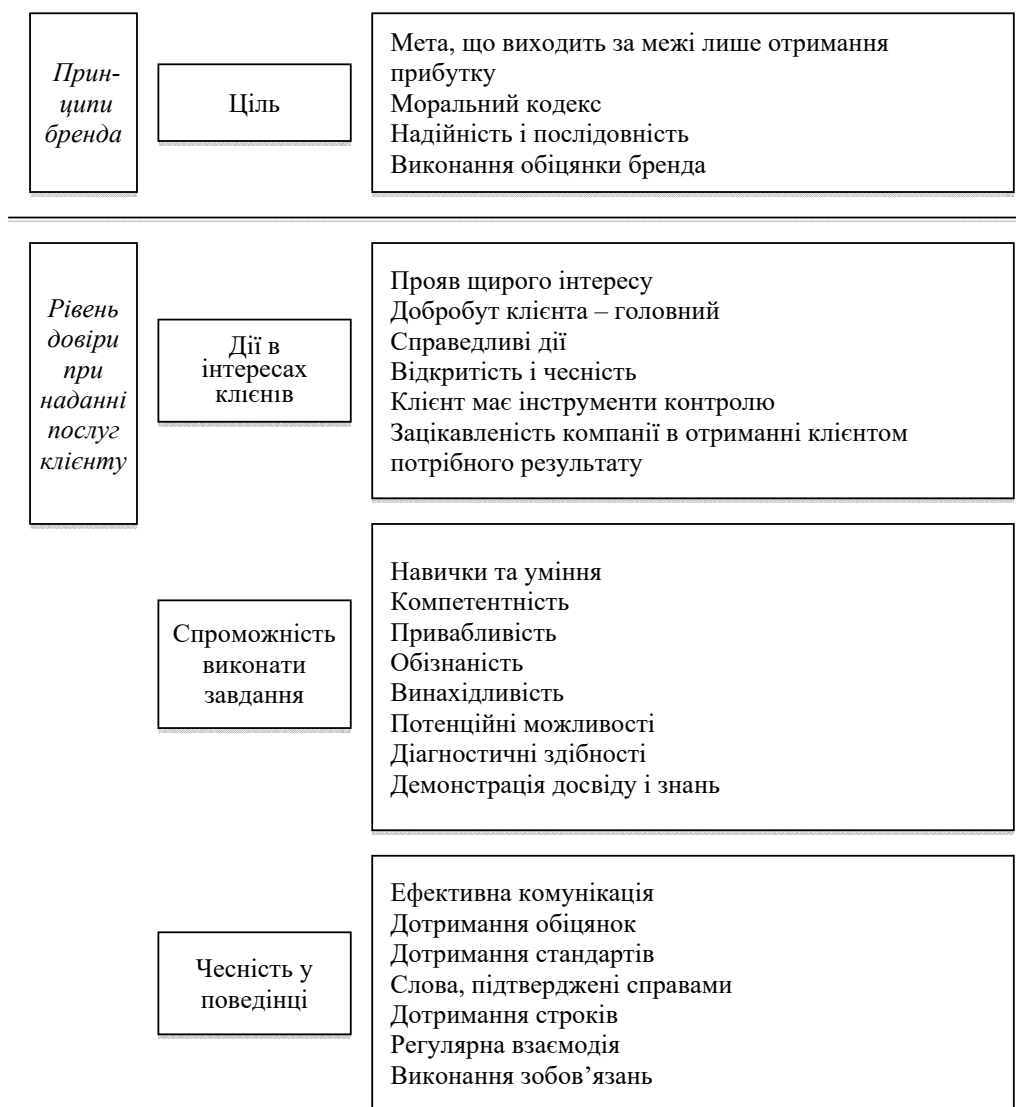 Прин-
ципи
бренда
Ціль
Мета, що виходить за межі лише отримання
прибутку
Моральний кодекс
Надійність і послідовність
Виконання обіцянки бренда
Рівень
довіри
при
наданні
послуг
клієнту
Дії в
інтересах
клієнів
Прояв щирого інтересу
Добробут клієнта – головний
Справедливі дії
Відкритість і чесність
Клієнт має інструменти контролю
Зацікавленість компанії в отриманні клієнтом
потрібного результату
Спроможність
виконати
завдання
Навички та уміння
Компетентність
Привабливість
Обізнаність
Винахідливість
Потенційні можливості
Діагностичні здібності
Демонстрація досвіду і знань
Чесність у
поведінці
Ефективна комунікація
Дотримання обіцянок
Дотримання стандартів
Слова, підтверджені справами
Дотримання строків
Регулярна взаємодія
Виконання зобов’язань